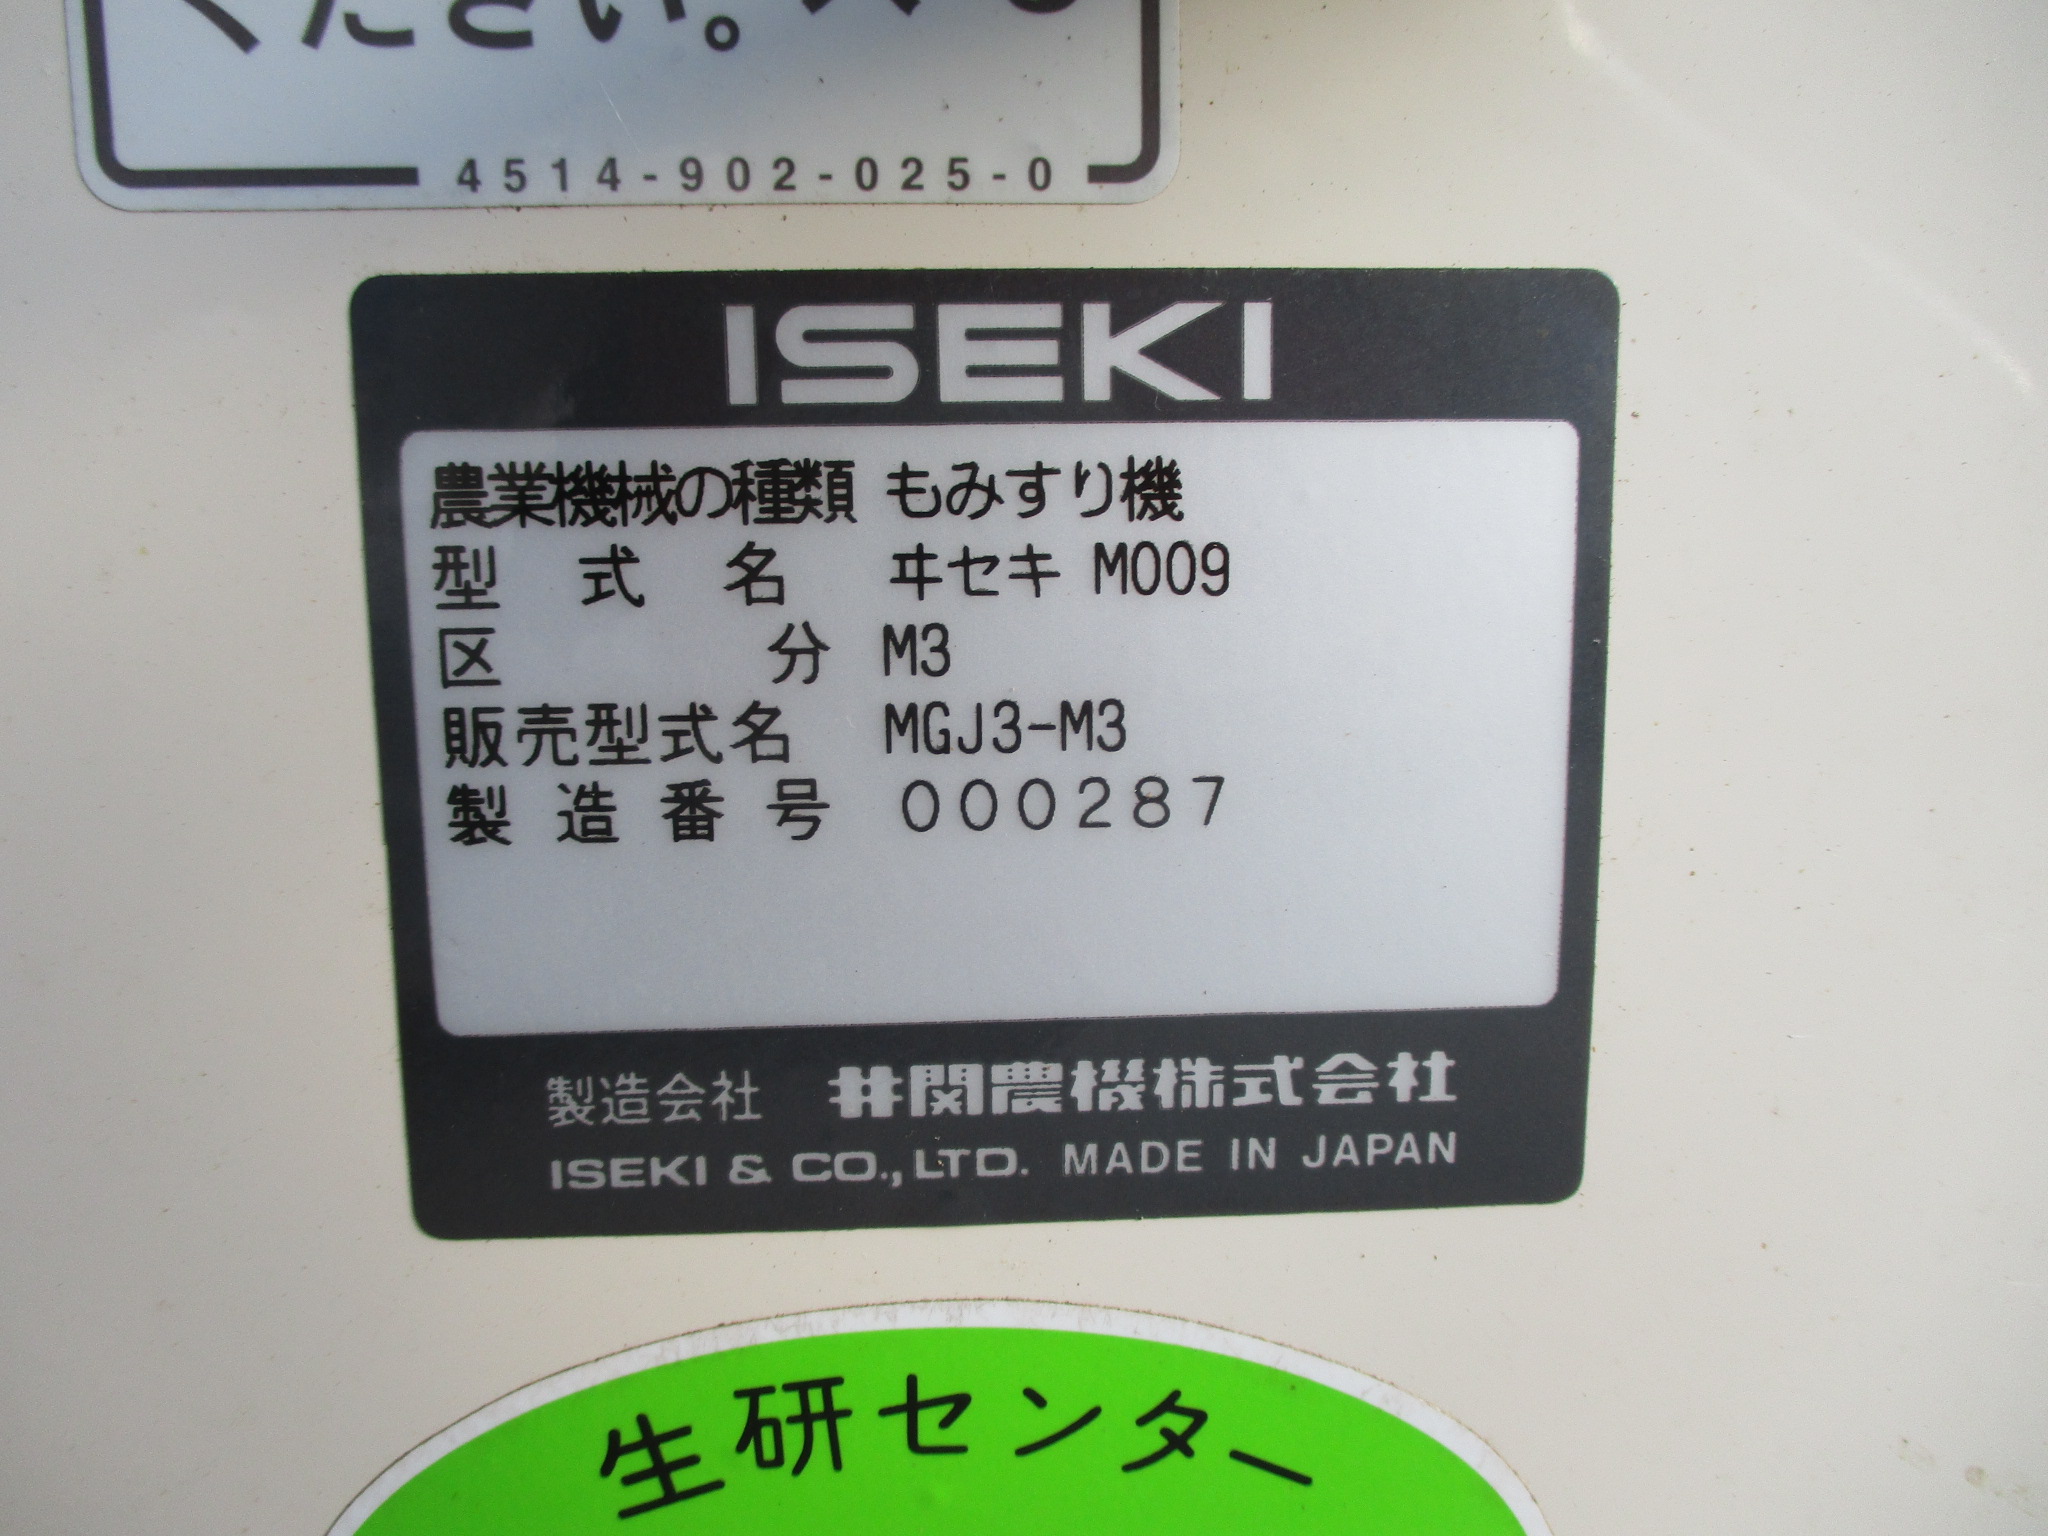 ください。
4514-902-025-0
ISEKI
農業機械の種類 もみすり機
型式名 ヰセキ M009
区分 M3
販売型式名 MGJ3-M3
製造番号 000287
製造会社 井関農機株式会社
ISEKI & CO.,LTD. MADE IN JAPAN
生研センター